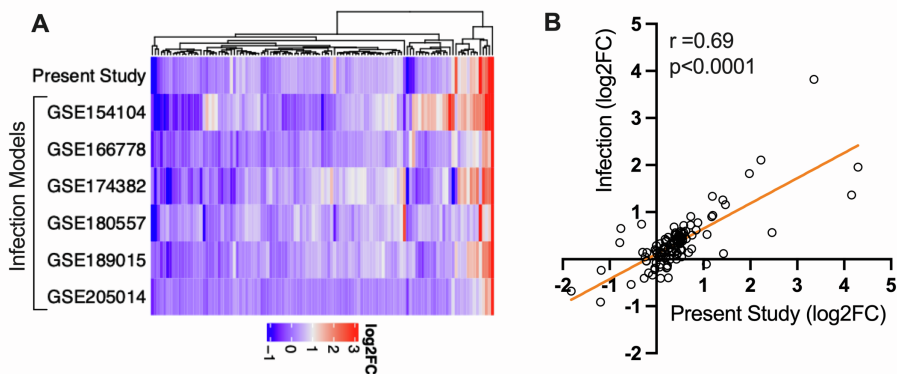 A
Present Study
GSE154104
GSE166778
GSE174382
GSE180557
GSE189015
GSE205014
Infection Models
-1 0 1 2 3
log2FC
B
r =0.69
p<0.0001
Infection (log2FC)
5
4
3
2
1
-1
-2
-2 -1 1 2 3 4 5
Present Study (log2FC)